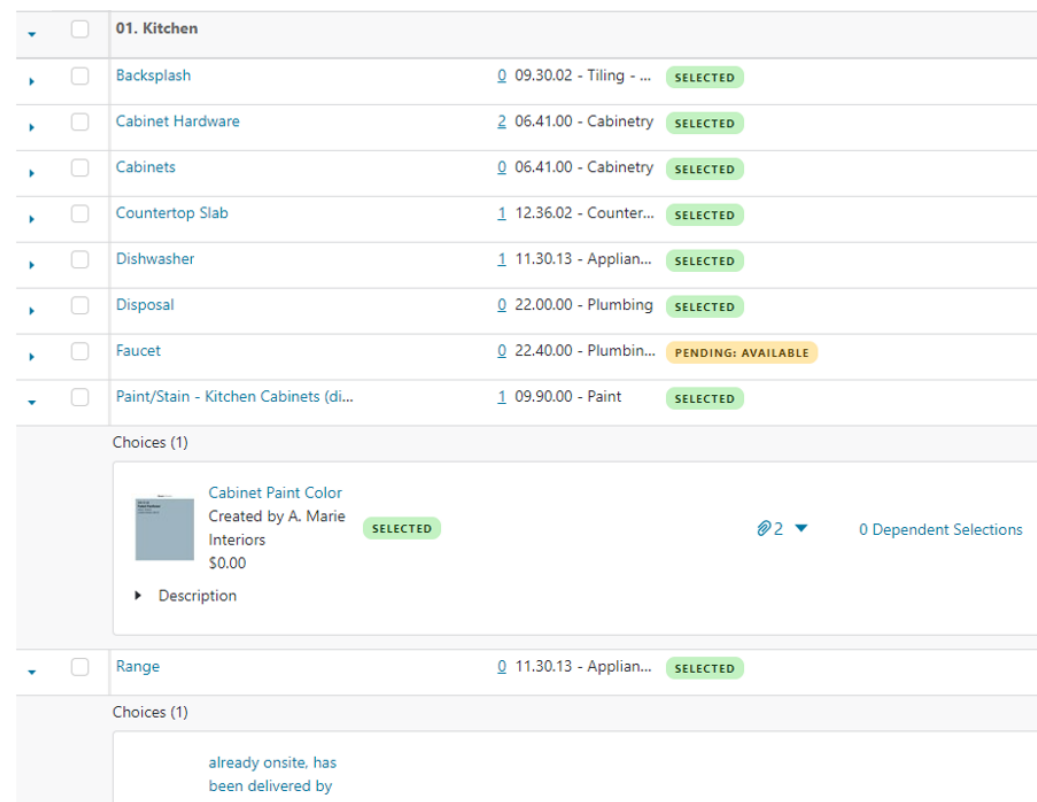 01. Kitchen
Backsplash 0 09.30.02 - Tiling - ... SELECTED
Cabinet Hardware 2 06.41.00 - Cabinetry SELECTED
Cabinets 0 06.41.00 - Cabinetry SELECTED
Countertop Slab 1 12.36.02 - Counter... SELECTED
Dishwasher 1 11.30.13 - Applian... SELECTED
Disposal 0 22.00.00 - Plumbing SELECTED
Faucet 0 22.40.00 - Plumbin... PENDING: AVAILABLE
Paint/Stain - Kitchen Cabinets (di... 1 09.90.00 - Paint SELECTED
Choices (1)
Cabinet Paint Color
Created by A. Marie
Interiors
$0.00
SELECTED
2
0 Dependent Selections
Description
Range 0 11.30.13 - Applian... SELECTED
Choices (1)
already onsite, has
been delivered by